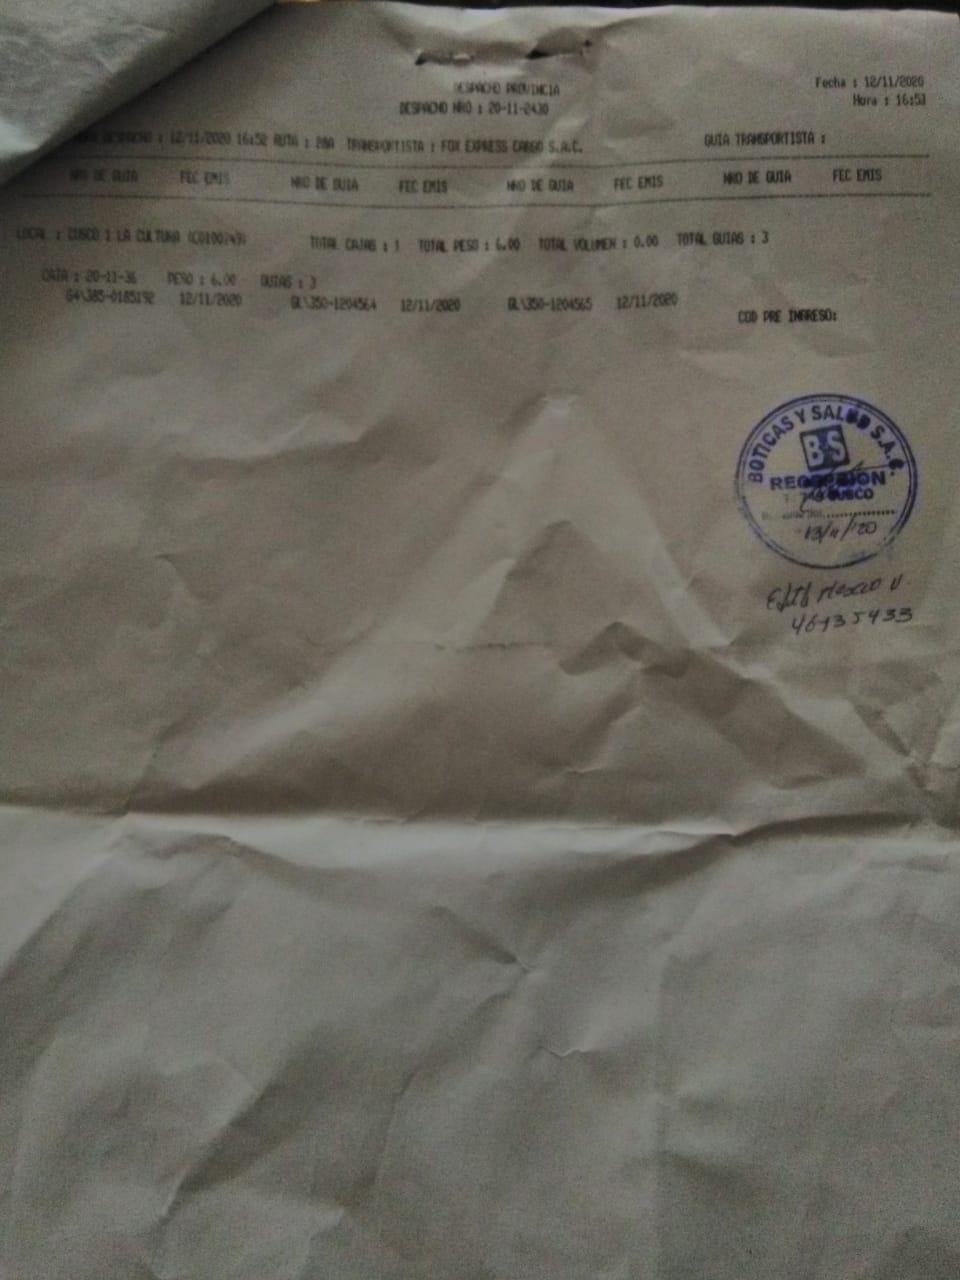 DESPACHO PROVINCIA
Fecha : 12/11/2020
DESPACHO NRO : 20-11-2430
Hora : 16:53
DESPACHO : 12/11/2020 16:52 RUTA : TRANSPORTISTA : FOX EXPRESS CARGO S.A.C. GUIA TRANSPORTISTA :
NRO DE GUIA FEC EMIS NRO DE GUIA FEC EMIS NRO DE GUIA FEC EMIS NRO DE GUIA FEC EMIS
LOCAL : CUSCO 1 LA CULTURA TOTAL CAJAS : 1 TOTAL PESO : 6.00 TOTAL VOLUMEN : 0.00 TOTAL GUIAS : 3
CAJA : 20-11-36 PESO : 6.00 GUIAS : 3
G4\385-0185192 12/11/2020 GL\350-1204564 12/11/2020 GL\350-1204565 12/11/2020
COD PRE INGRESO:
BOTICAS Y SALUD S.A.C.
B+S
RECEPCION
CUSCO
13/11/20
46135433